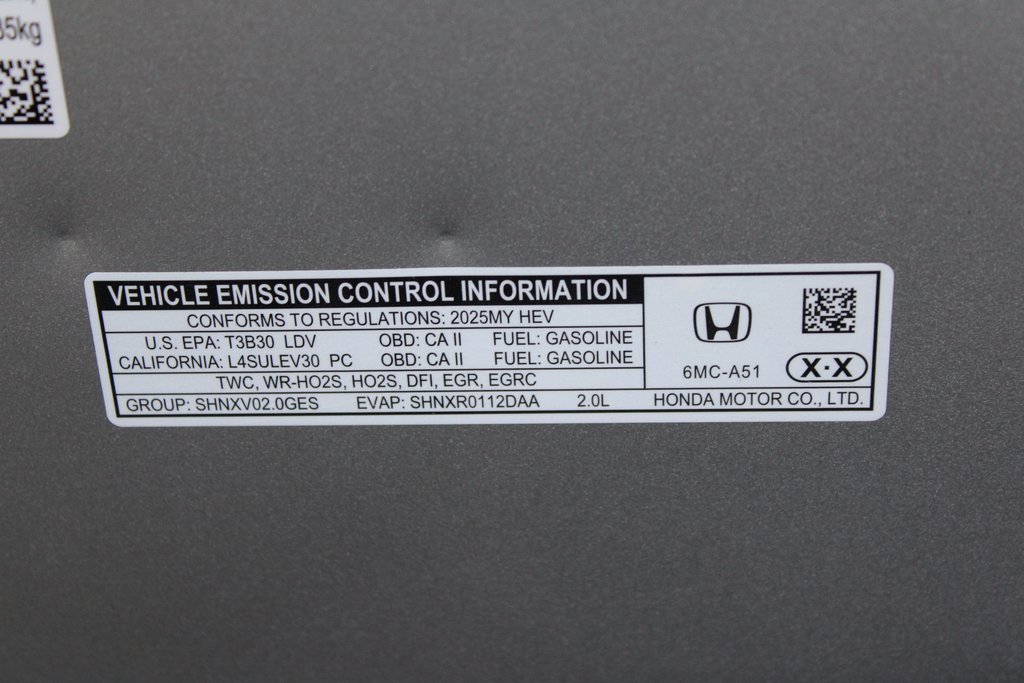 35kg
VEHICLE EMISSION CONTROL INFORMATION
CONFORMS TO REGULATIONS: 2025MY HEV
U.S. EPA: T3B30 LDV OBD: CA II FUEL: GASOLINE
CALIFORNIA: L4SULEV30 PC OBD: CA II FUEL: GASOLINE
TWC, WR-HO2S, HO2S, DFI, EGR, EGRC
6MC-A51 X·X
GROUP: SHNXV02.0GES EVAP: SHNXR0112DAA 2.0L HONDA MOTOR CO., LTD.